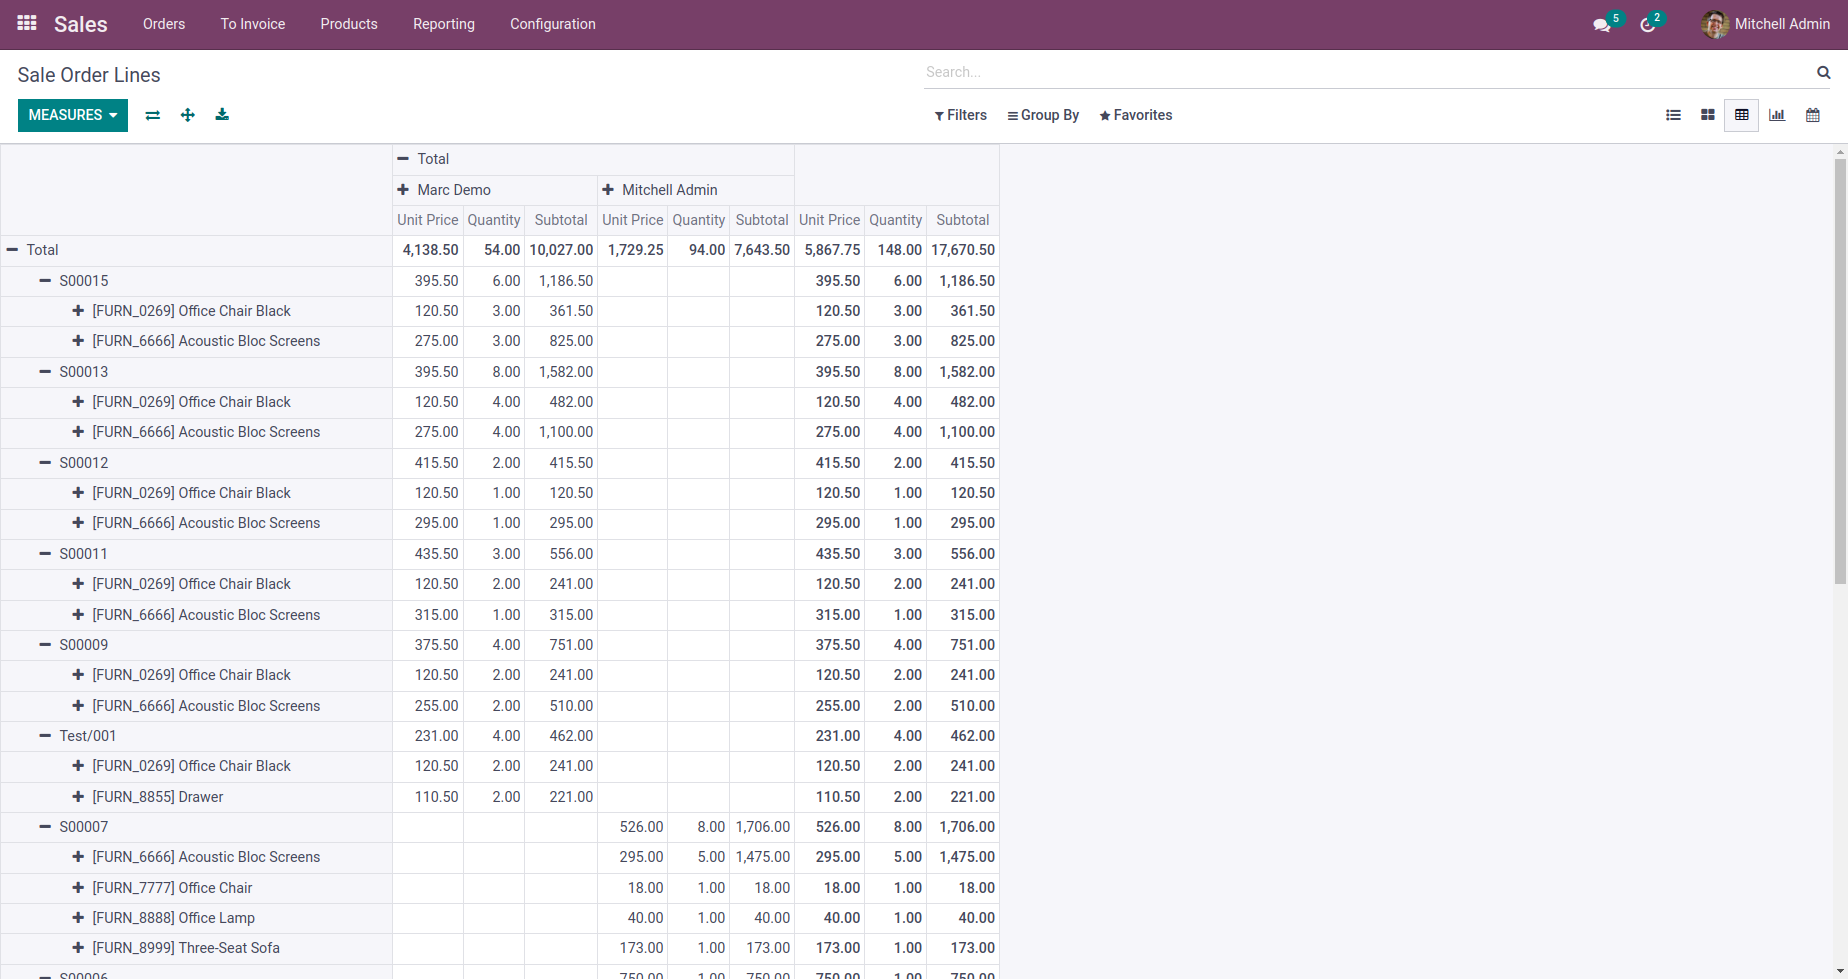 Sales Orders To Invoice Products Reporting Configuration 5 2 Mitchell Admin
Sale Order Lines
Search...
MEASURES
Filters Group By Favorites
Total
Marc Demo Mitchell Admin
Unit Price Quantity Subtotal Unit Price Quantity Subtotal Unit Price Quantity Subtotal
Total 4,138.50 54.00 10,027.00 1,729.25 94.00 7,643.50 5,867.75 148.00 17,670.50
S00015 395.50 6.00 1,186.50 395.50 6.00 1,186.50
[FURN_0269] Office Chair Black 120.50 3.00 361.50 120.50 3.00 361.50
[FURN_6666] Acoustic Bloc Screens 275.00 3.00 825.00 275.00 3.00 825.00
S00013 395.50 8.00 1,582.00 395.50 8.00 1,582.00
[FURN_0269] Office Chair Black 120.50 4.00 482.00 120.50 4.00 482.00
[FURN_6666] Acoustic Bloc Screens 275.00 4.00 1,100.00 275.00 4.00 1,100.00
S00012 415.50 2.00 415.50 415.50 2.00 415.50
[FURN_0269] Office Chair Black 120.50 1.00 120.50 120.50 1.00 120.50
[FURN_6666] Acoustic Bloc Screens 295.00 1.00 295.00 295.00 1.00 295.00
S00011 435.50 3.00 556.00 435.50 3.00 556.00
[FURN_0269] Office Chair Black 120.50 2.00 241.00 120.50 2.00 241.00
[FURN_6666] Acoustic Bloc Screens 315.00 1.00 315.00 315.00 1.00 315.00
S00009 375.50 4.00 751.00 375.50 4.00 751.00
[FURN_0269] Office Chair Black 120.50 2.00 241.00 120.50 2.00 241.00
[FURN_6666] Acoustic Bloc Screens 255.00 2.00 510.00 255.00 2.00 510.00
Test/001 231.00 4.00 462.00 231.00 4.00 462.00
[FURN_0269] Office Chair Black 120.50 2.00 241.00 120.50 2.00 241.00
[FURN_8855] Drawer 110.50 2.00 221.00 110.50 2.00 221.00
S00007 526.00 8.00 1,706.00 526.00 8.00 1,706.00
[FURN_6666] Acoustic Bloc Screens 295.00 5.00 1,475.00 295.00 5.00 1,475.00
[FURN_7777] Office Chair 18.00 1.00 18.00 18.00 1.00 18.00
[FURN_8888] Office Lamp 40.00 1.00 40.00 40.00 1.00 40.00
[FURN_8999] Three-Seat Sofa 173.00 1.00 173.00 173.00 1.00 173.00
S00006 750.00 1.00 750.00 750.00 1.00 750.00